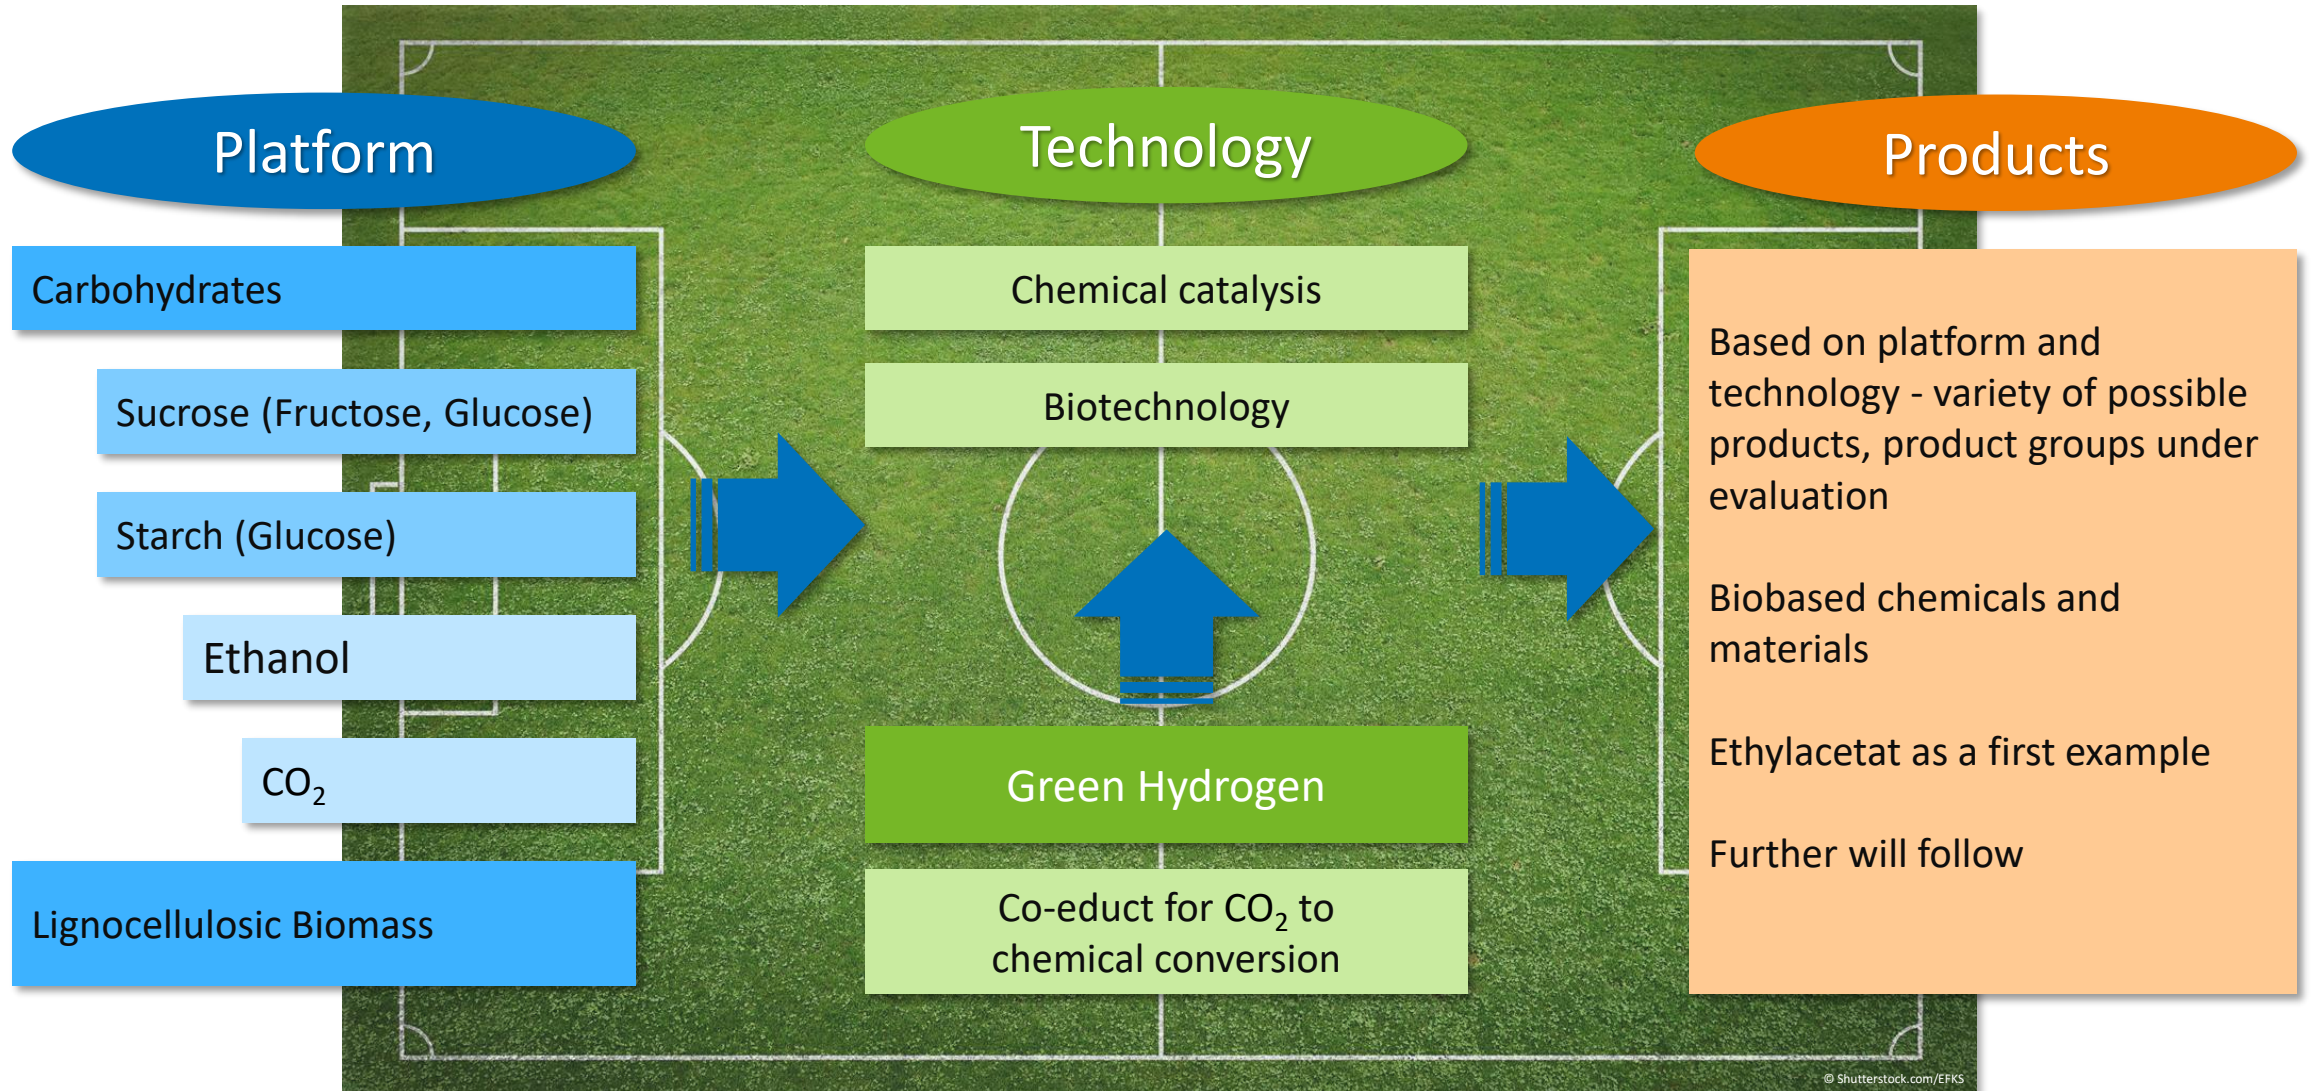 Platform
Carbohydrates
Sucrose (Fructose, Glucose)
Starch (Glucose)
Ethanol
CO₂
Lignocellulosic Biomass
Technology
Chemical catalysis
Biotechnology
Green Hydrogen
Co-educt for CO₂ to
chemical conversion
Products
Based on platform and
technology - variety of possible
products, product groups under
evaluation
Biobased chemicals and
materials
Ethylacetat as a first example
Further will follow
© Shutterstock.com/EFKS